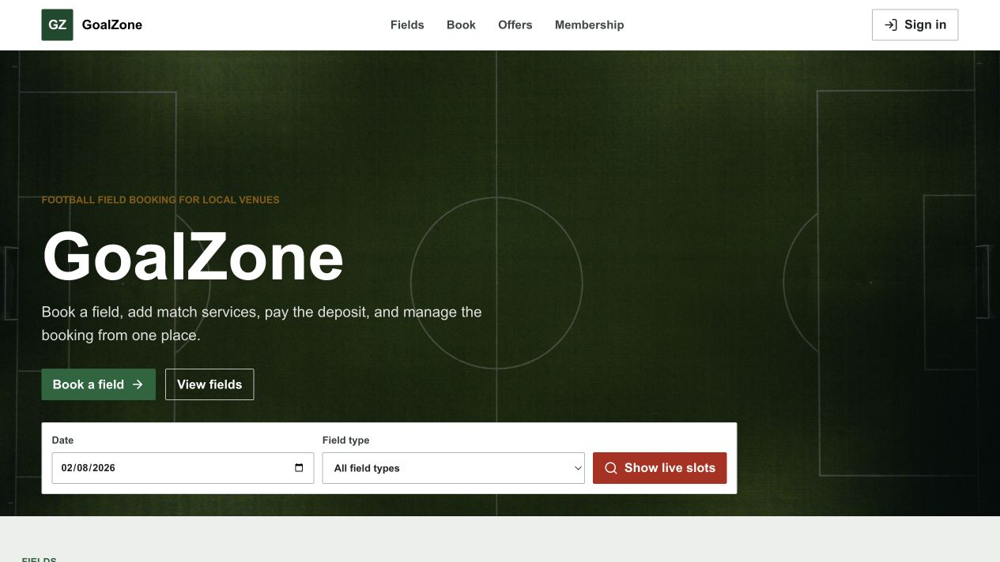 GZ GoalZone
Fields Book Offers Membership
Sign in
FOOTBALL FIELD BOOKING FOR LOCAL VENUES
GoalZone
Book a field, add match services, pay the deposit, and manage the
booking from one place.
Book a field
View fields
Date
02/08/2026
Field type
All field types
Show live slots
FIELDS